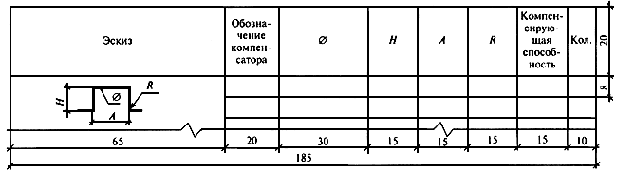 Эскиз
Обозна-
чение
компен-
сатора
Ø
H
A
R
Компен-
сирую-
щая
способ-
ность
Кол.
20
8
H
Ø
R
A
65
20
30
15
15
15
15
10
185